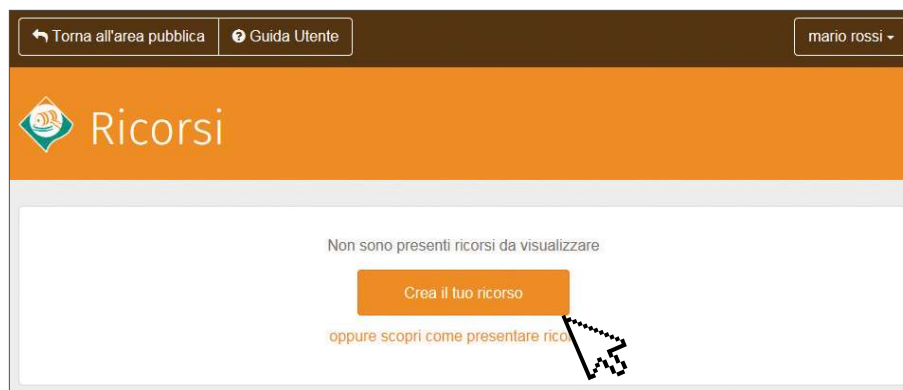 Torna all'area pubblica
Guida Utente
mario rossi
Ricorsi
Non sono presenti ricorsi da visualizzare
Crea il tuo ricorso
oppure scopri come presentare